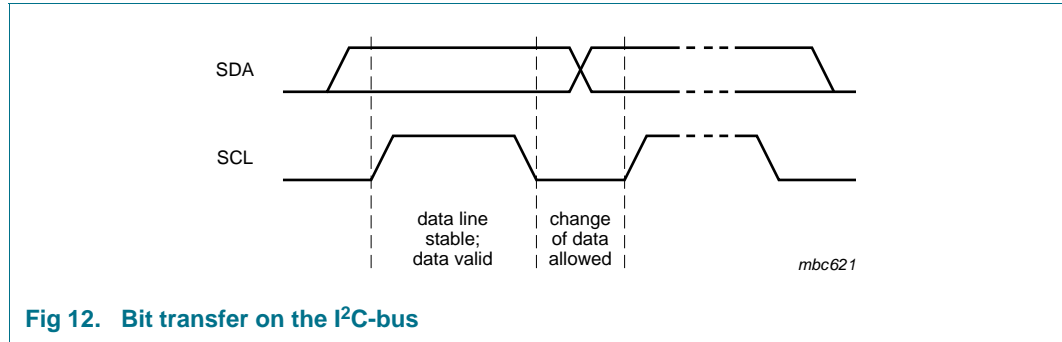 SDA
SCL
data line
stable;
data valid
change
of data
allowed
mbc621
Fig 12. Bit transfer on the I²C-bus